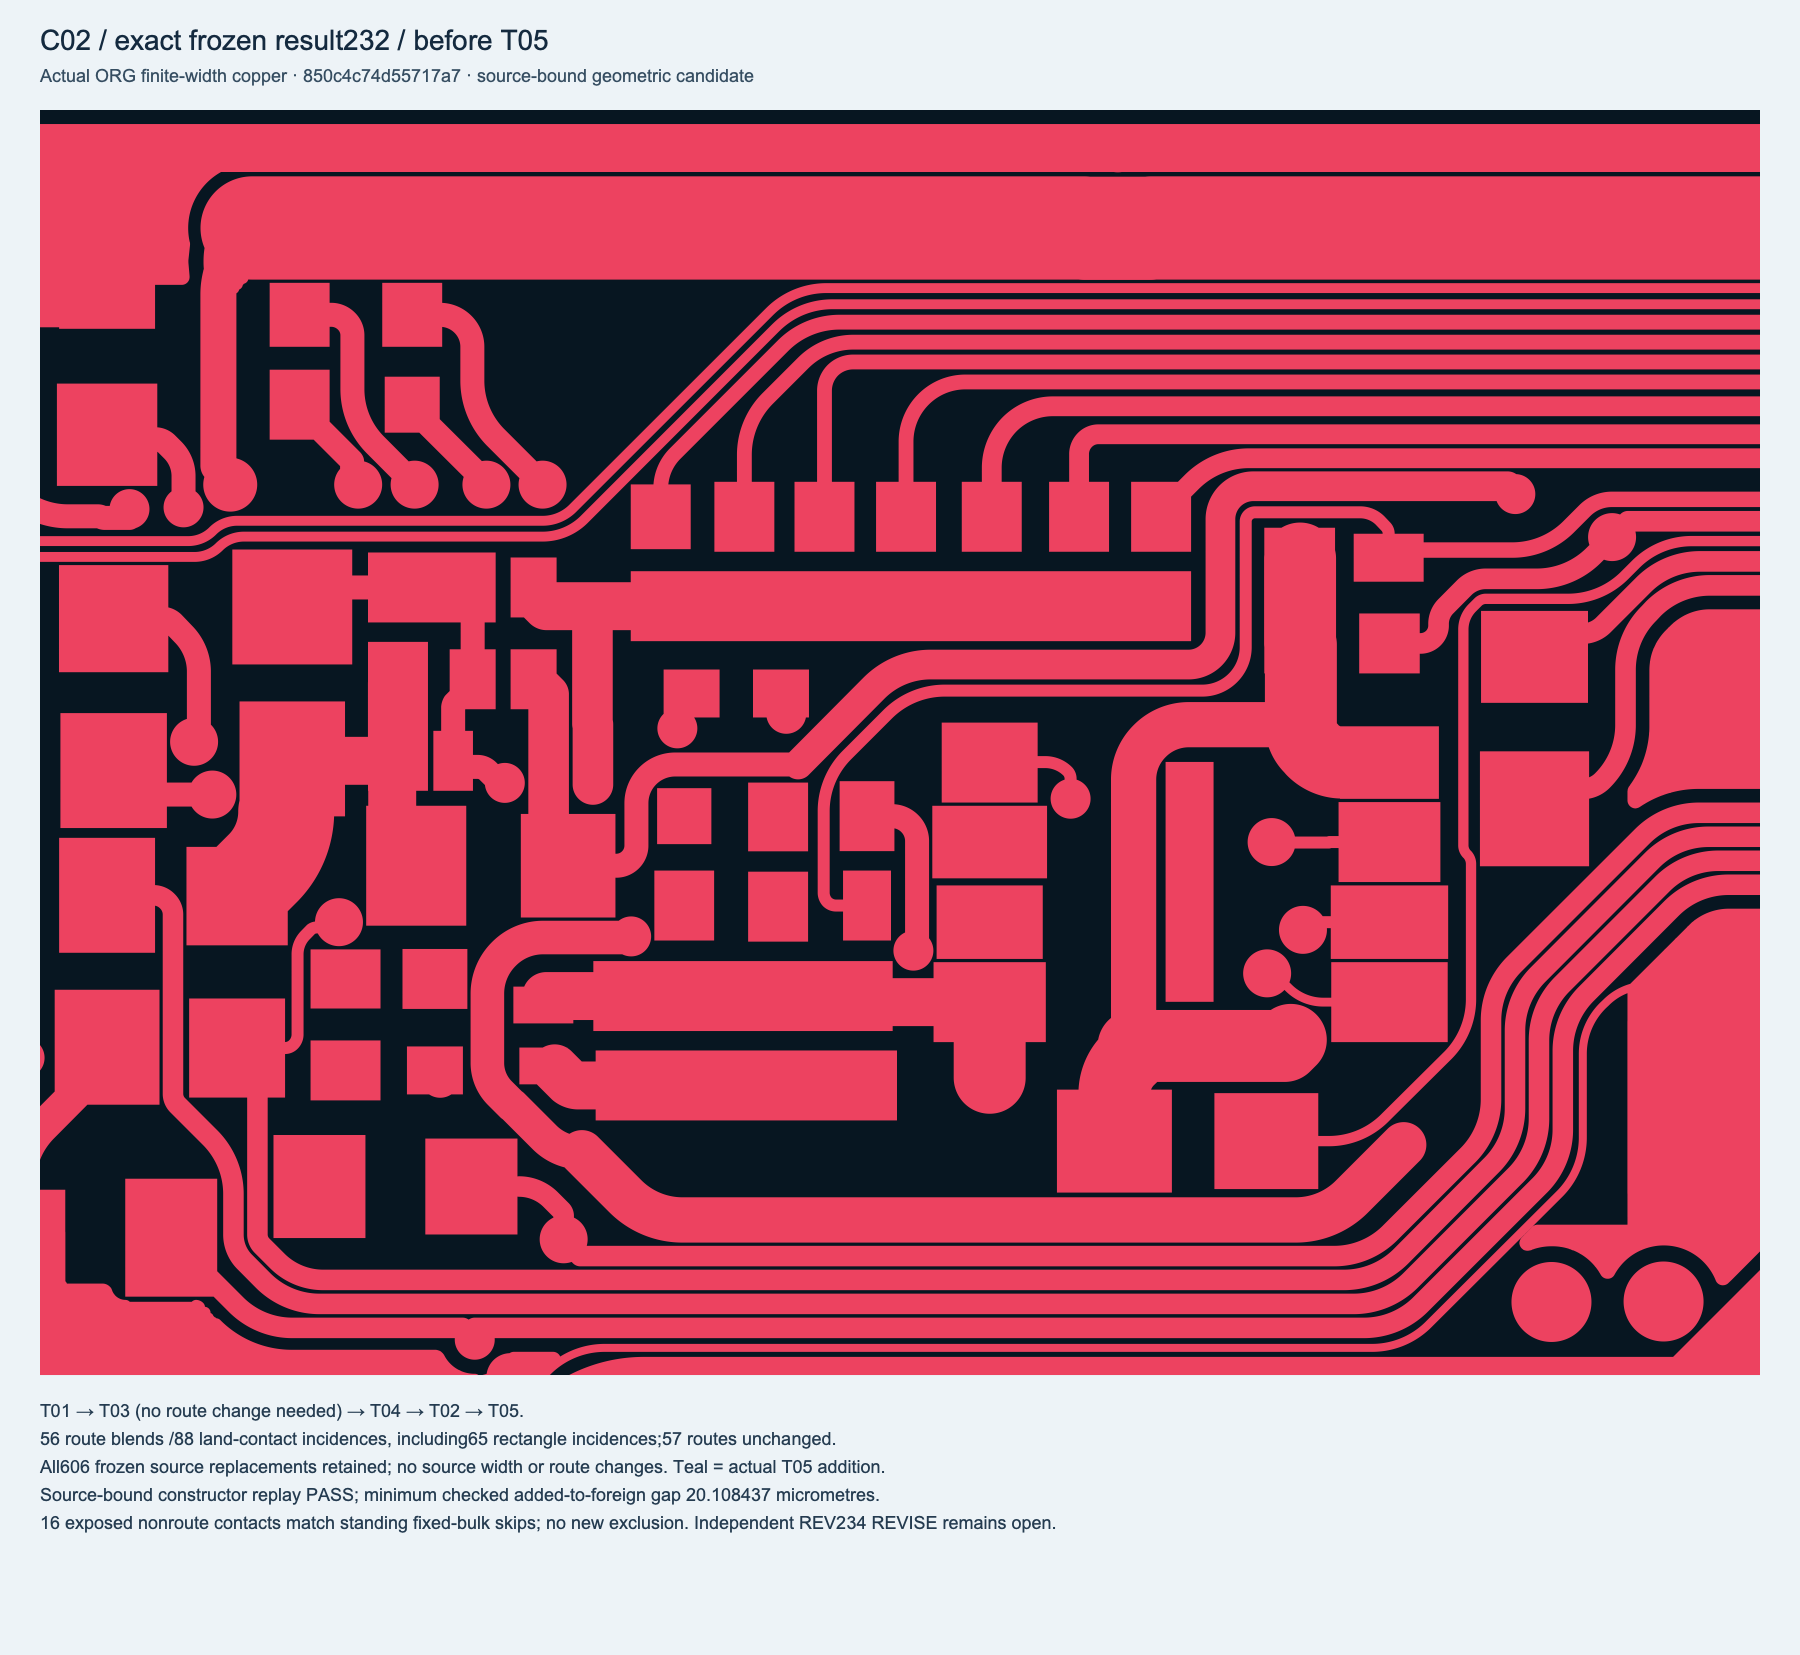 C02 / exact frozen result232 / before T05
Actual ORG finite-width copper · 850c4c74d55717a7 · source-bound geometric candidate
T01 → T03 (no route change needed) → T04 → T02 → T05.
56 route blends /88 land-contact incidences, including65 rectangle incidences;57 routes unchanged.
All606 frozen source replacements retained; no source width or route changes. Teal = actual T05 addition.
Source-bound constructor replay PASS; minimum checked added-to-foreign gap 20.108437 micrometres.
16 exposed nonroute contacts match standing fixed-bulk skips; no new exclusion. Independent REV234 REVISE remains open.